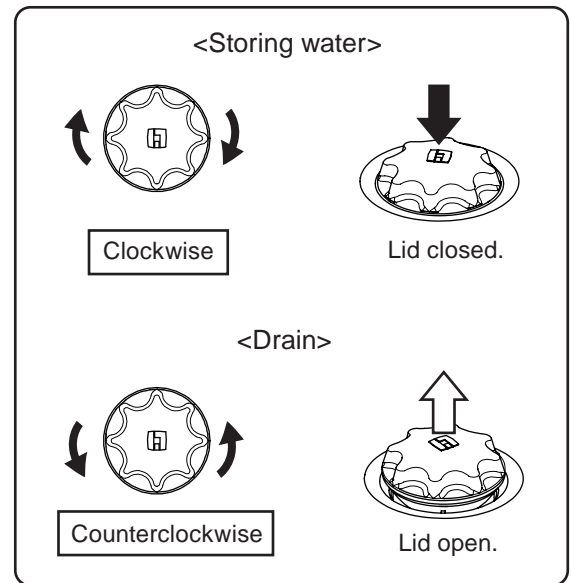 <Storing water>
Clockwise
Lid closed.
<Drain>
Counterclockwise
Lid open.